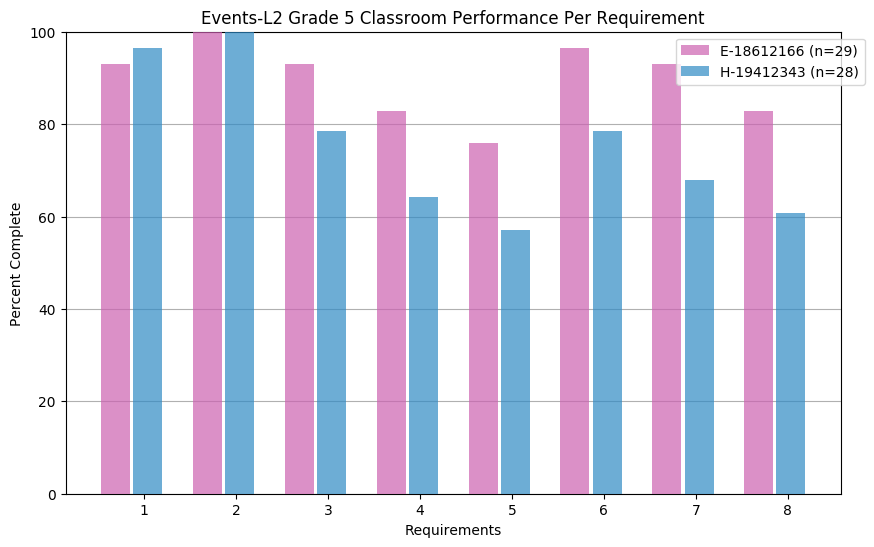 Events-L2 Grade 5 Classroom Performance Per Requirement
E-18612166 (n=29)
H-19412343 (n=28)
Percent Complete
100
80
60
40
20
0
1 2 3 4 5 6 7 8
Requirements